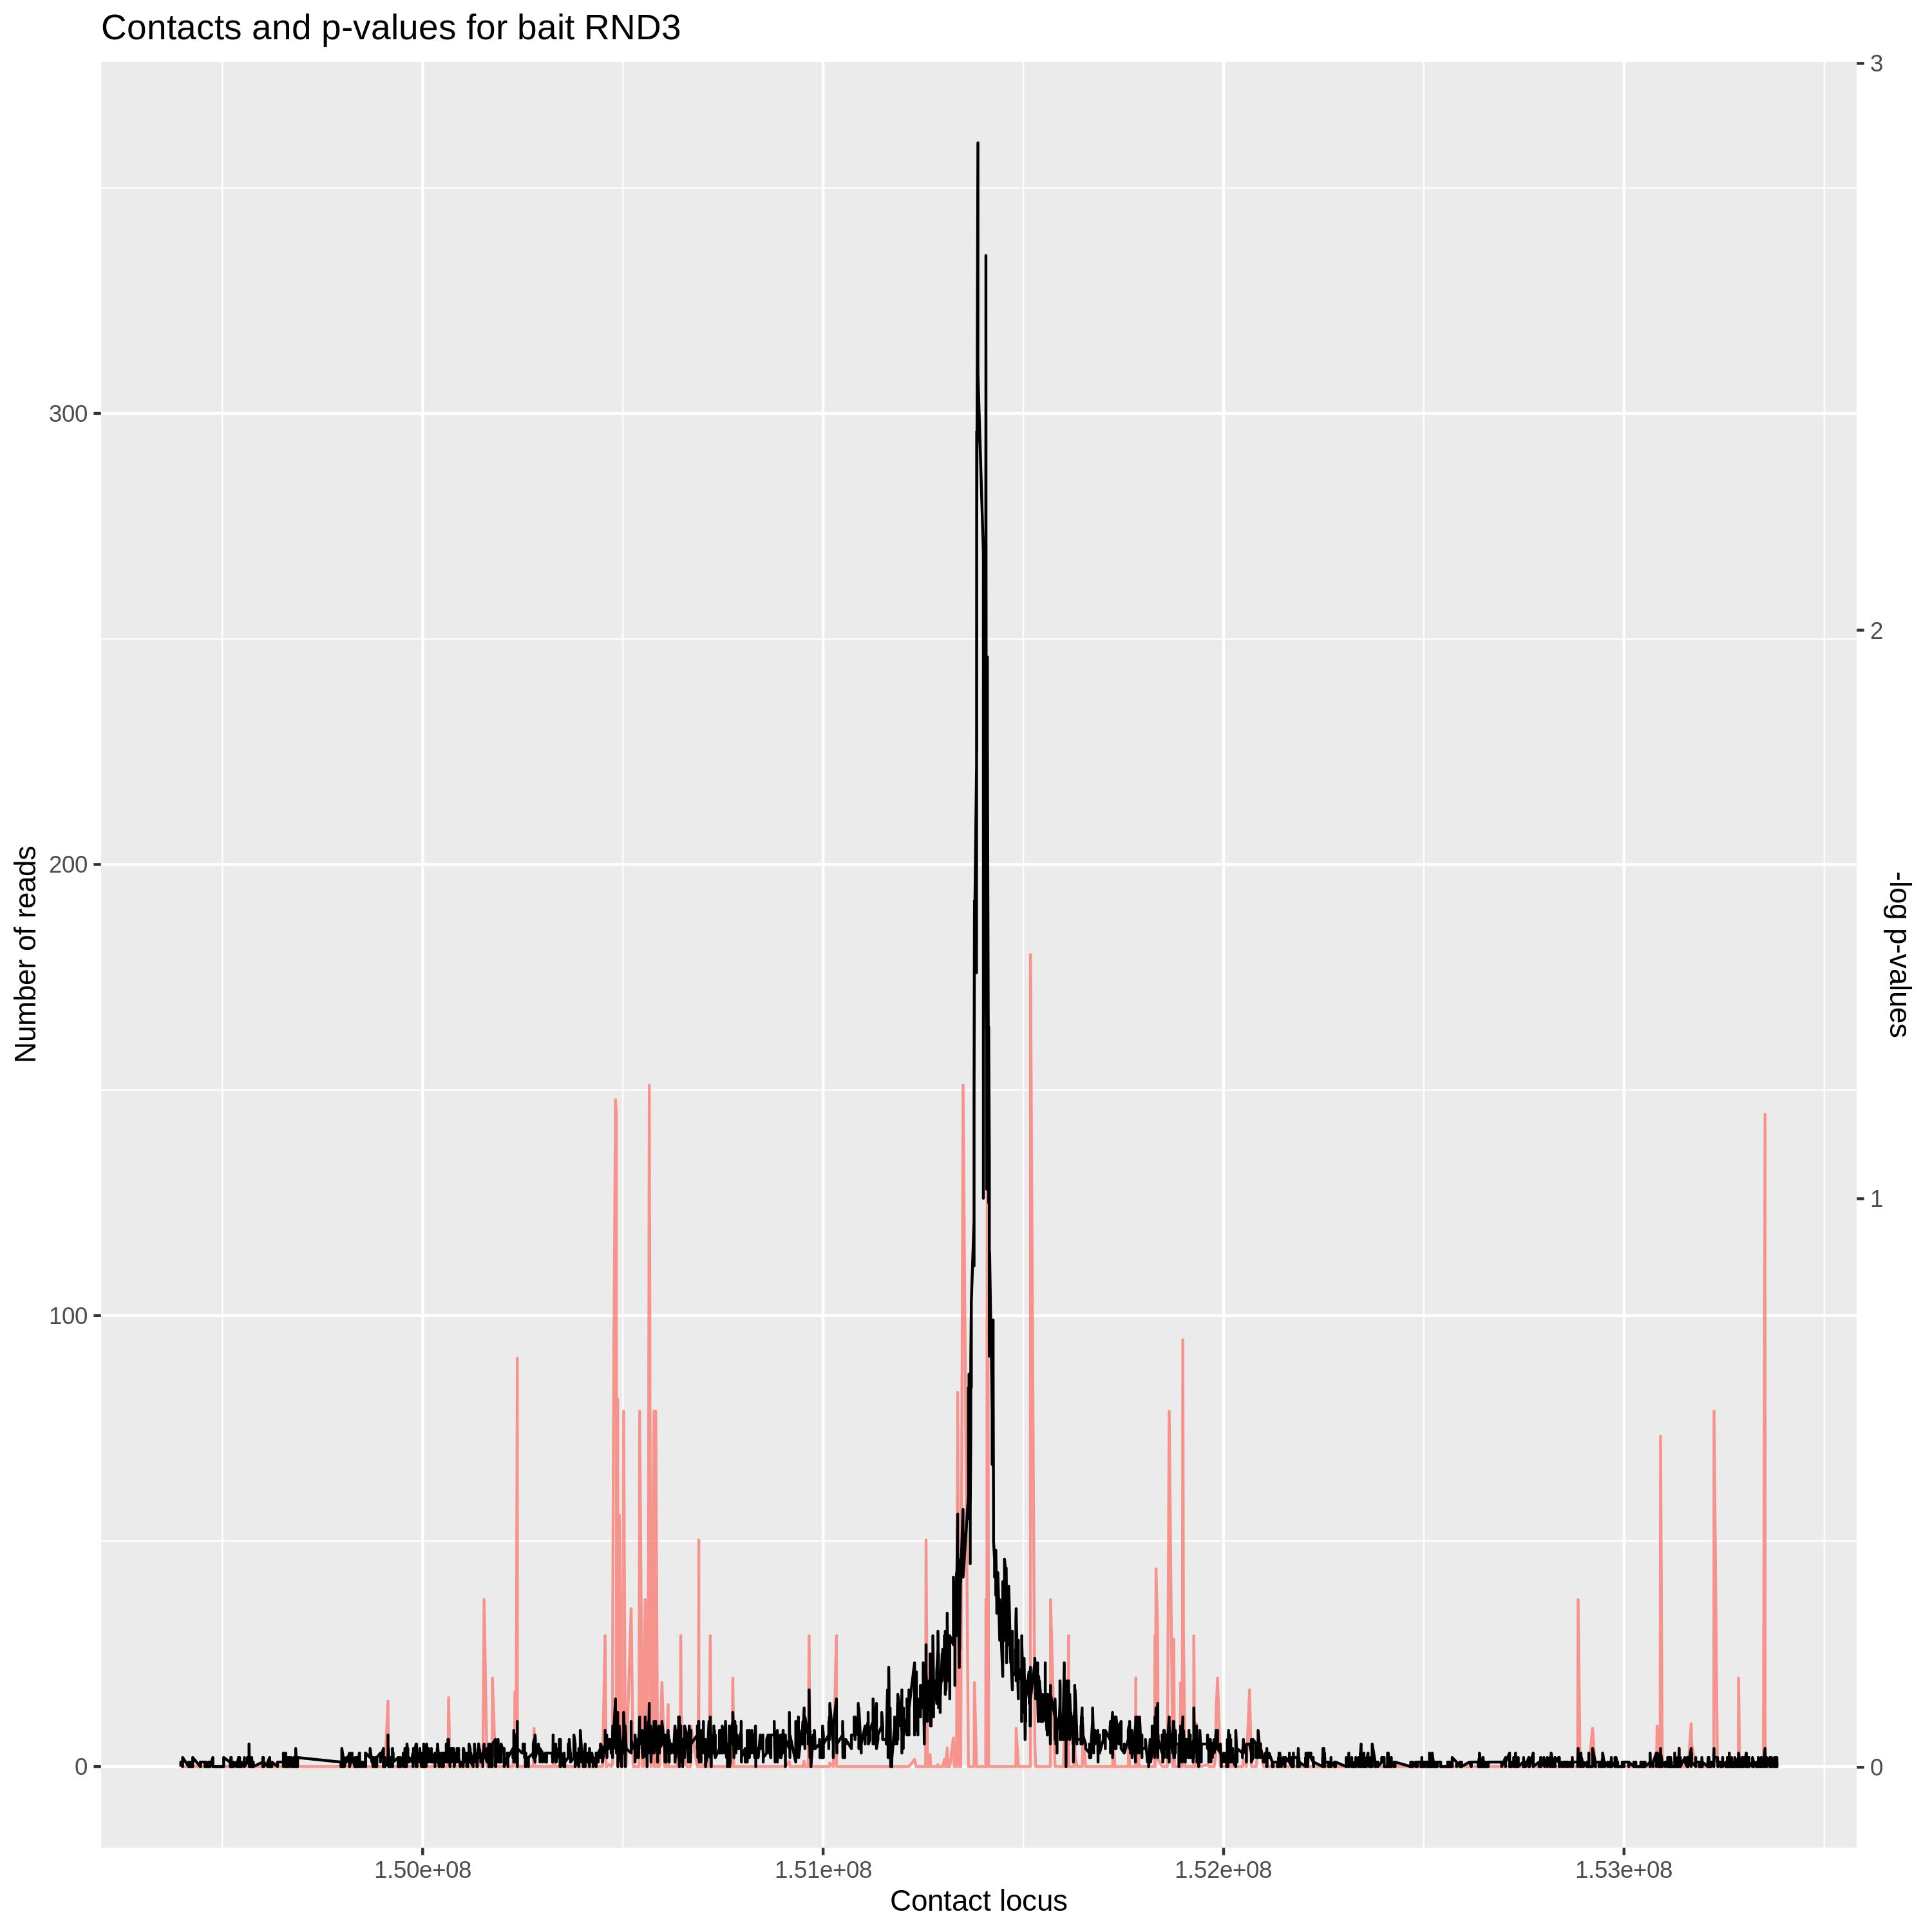 Contacts and p-values for bait RND3
3
300
2
200
Number of reads
-log p-values
1
100
0
0
1.50e+08
1.51e+08
1.52e+08
1.53e+08
Contact locus